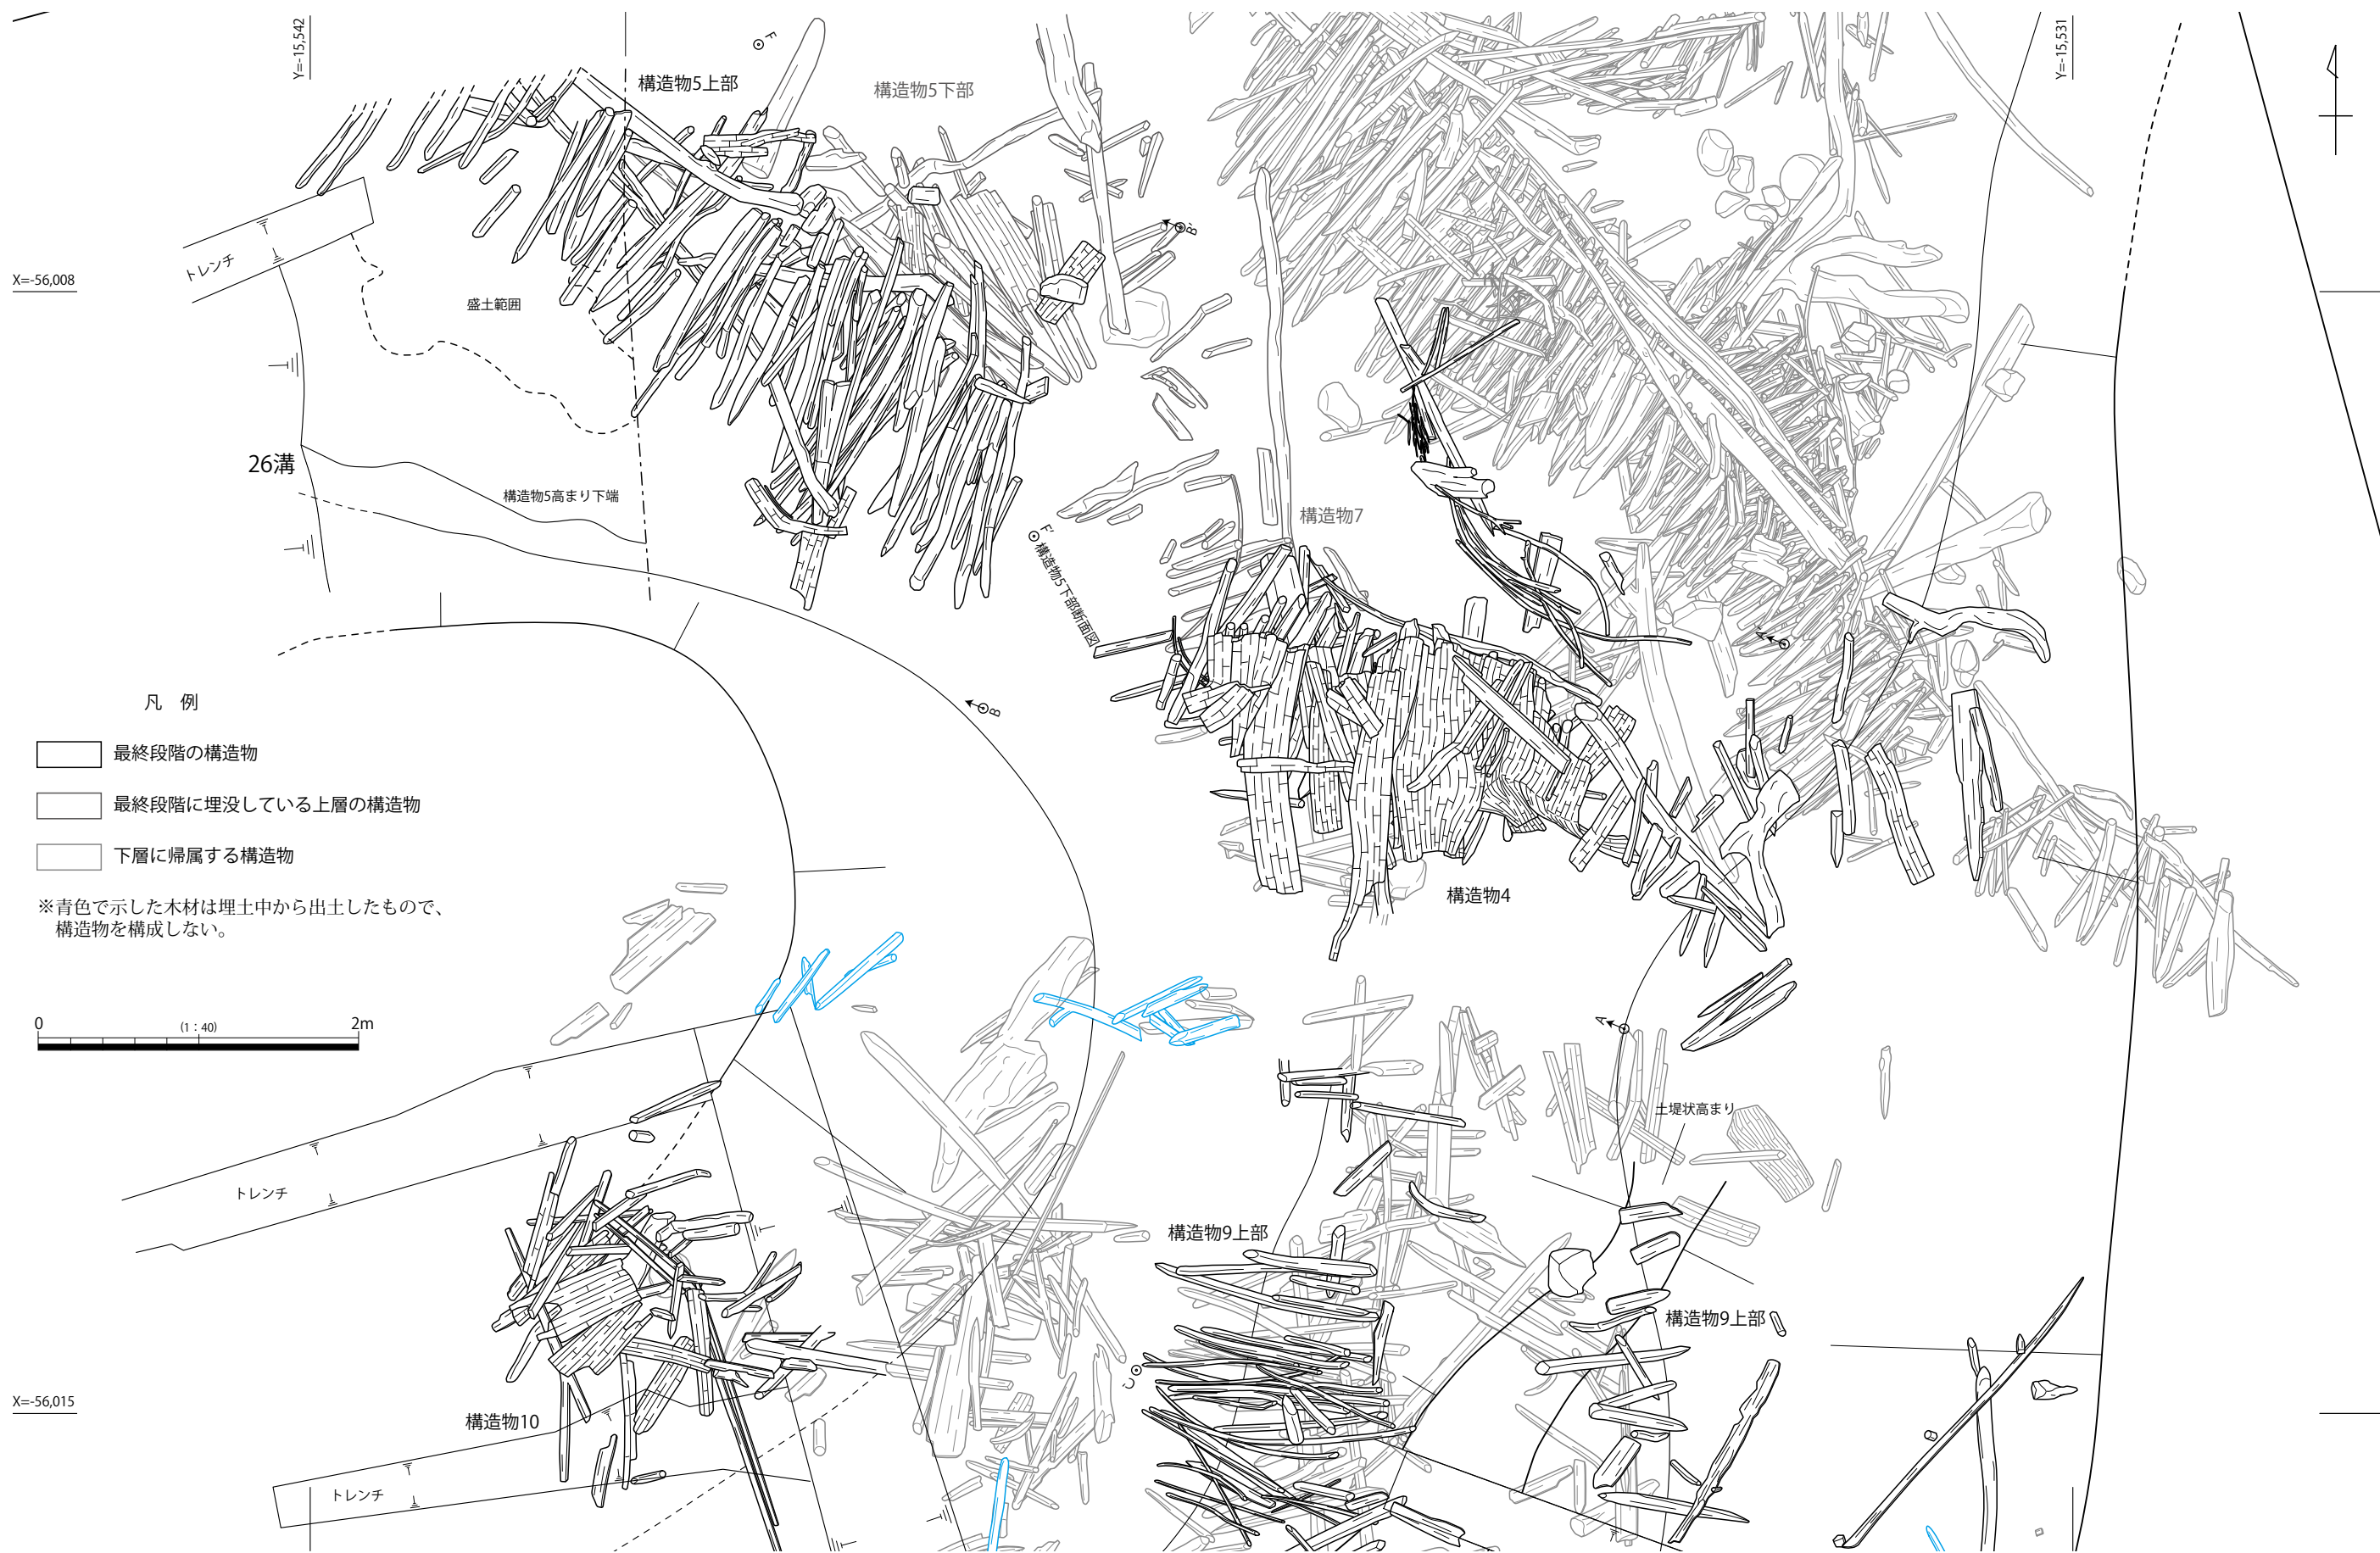 Y=-15,542
F
構造物5上部
構造物5下部
Y=-15,531
トレンチ
X=-56,008
盛土範囲
B'
26溝
構造物5高まり下端
構造物7
F'
構造物5下部断面図
A'
B
凡 例
最終段階の構造物
最終段階に埋没している上層の構造物
下層に帰属する構造物
※青色で示した木材は埋土中から出土したもので、
構造物を構成しない。
構造物4
0
(1：40)
2m
A
土堤状高まり
トレンチ
構造物9上部
構造物9上部
C'
X=-56,015
構造物10
トレンチ